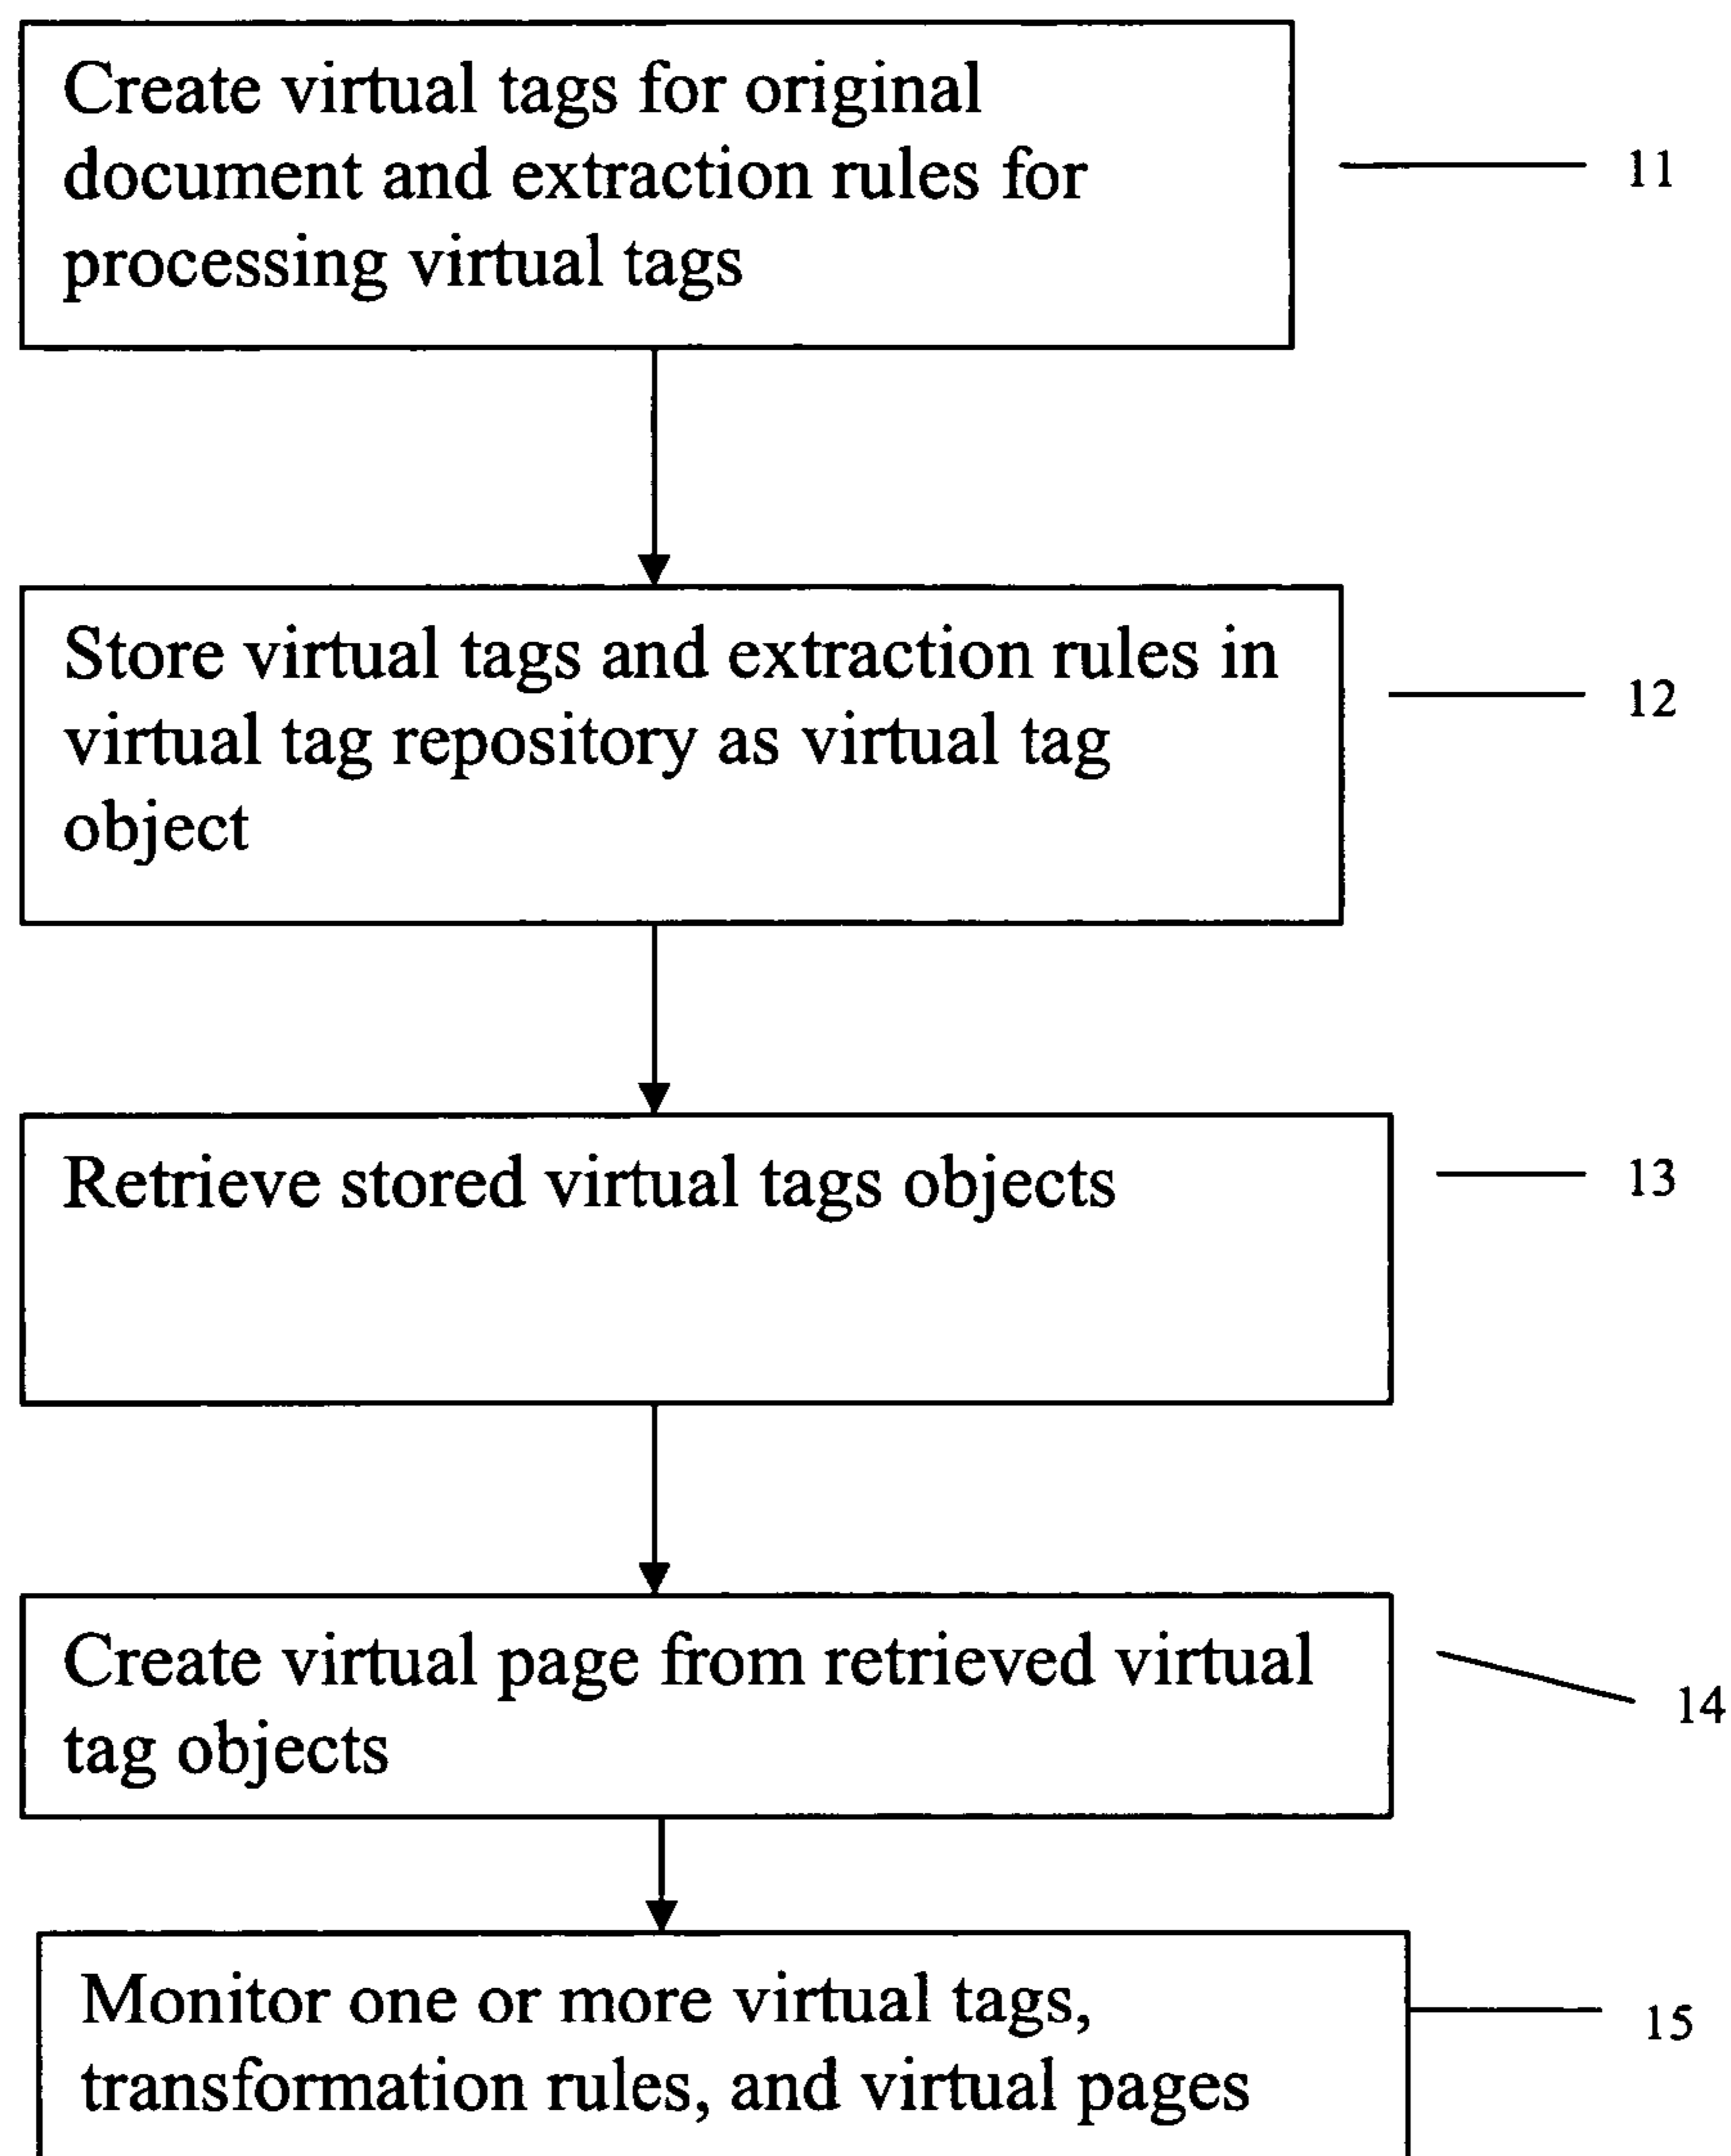 Create virtual tags for original
document and extraction rules for
processing virtual tags
11
Store virtual tags and extraction rules in
virtual tag repository as virtual tag
object
12
Retrieve stored virtual tags objects
13
Create virtual page from retrieved virtual
tag objects
14
Monitor one or more virtual tags,
transformation rules, and virtual pages
15